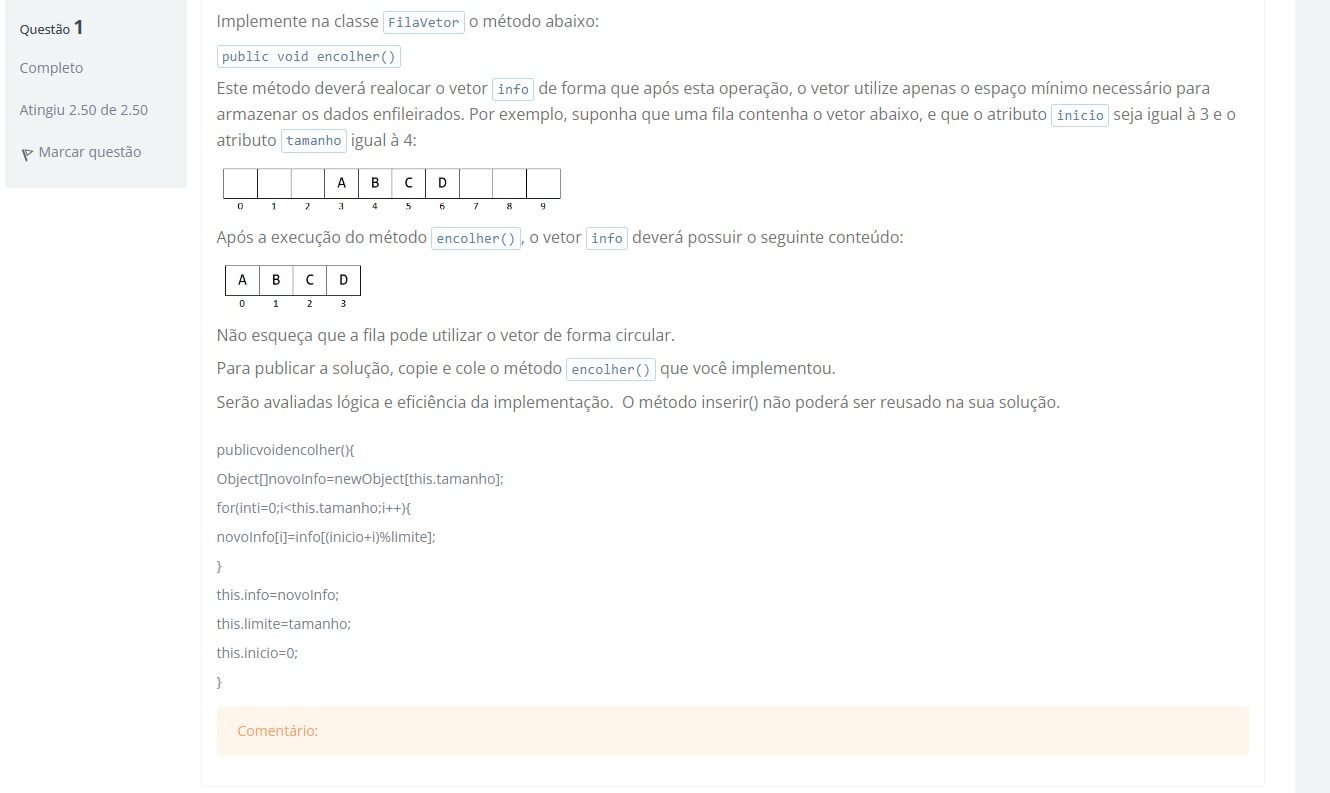 Questão 1
Completo
Atingiu 2.50 de 2.50
Marcar questão
Implemente na classe FilaVetor o método abaixo:
public void encolher()
Este método deverá realocar o vetor info de forma que após esta operação, o vetor utilize apenas o espaço mínimo necessário para
armazenar os dados enfileirados. Por exemplo, suponha que uma fila contenha o vetor abaixo, e que o atributo inicio seja igual à 3 e o
atributo tamanho igual à 4:
A B C D
0 1 2 3 4 5 6 7 8 9
Após a execução do método encolher(), o vetor info deverá possuir o seguinte conteúdo:
A B C D
0 1 2 3
Não esqueça que a fila pode utilizar o vetor de forma circular.
Para publicar a solução, copie e cole o método encolher() que você implementou.
Serão avaliadas lógica e eficiência da implementação. O método inserir() não poderá ser reusado na sua solução.
publicvoidencolher(){
Object[]novoInfo=newObject[this.tamanho];
for(inti=0;i<this.tamanho;i++){
novoInfo[i]=info[(inicio+i)%limite];
}
this.info=novoInfo;
this.limite=tamanho;
this.inicio=0;
}
Comentário: